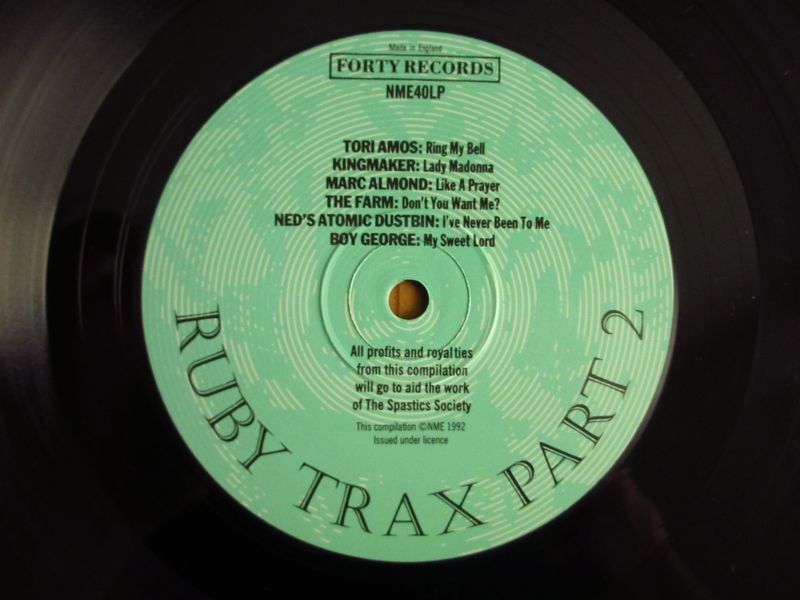 Made in England
FORTY RECORDS
NME40LP
TORI AMOS: Ring My Bell
KINGMAKER: Lady Madonna
MARC ALMOND: Like A Prayer
THE FARM: Don't You Want Me?
NED'S ATOMIC DUSTBIN: I've Never Been To Me
BOY GEORGE: My Sweet Lord
All profits and royalties
from this compilation
will go to aid the work
of The Spastics Society
This compilation ©NME 1992
Issued under licence
RUBY TRAX PART 2